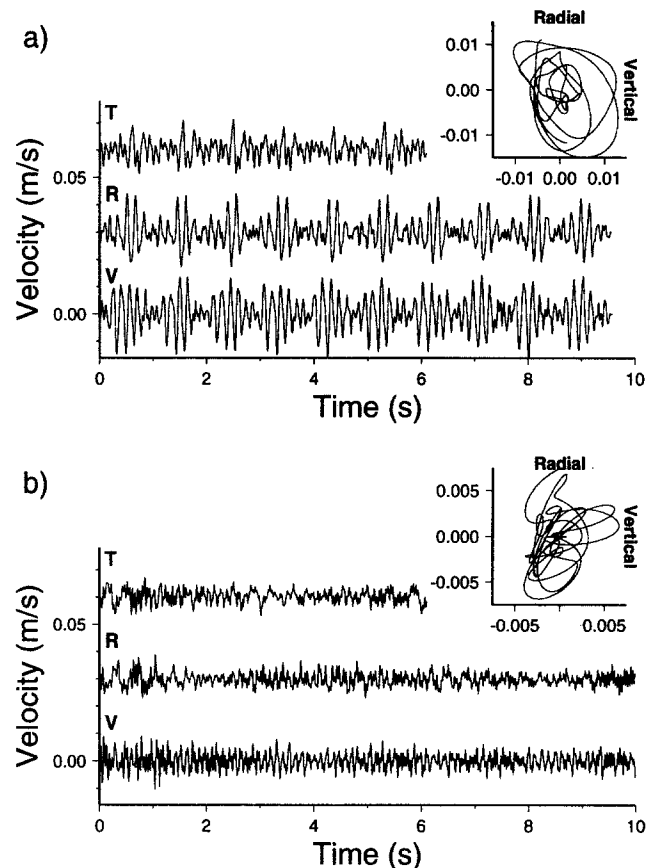 a)
Radial
0.01
0.00
-0.01
Vertical
-0.01 0.00 0.01
T
R
V
0.05
0.00
Velocity (m/s)
0 2 4 6 8 10
Time (s)
b)
Radial
0.005
0.000
-0.005
Vertical
-0.005 0.005
T
R
V
0.05
0.00
Velocity (m/s)
0 2 4 6 8 10
Time (s)